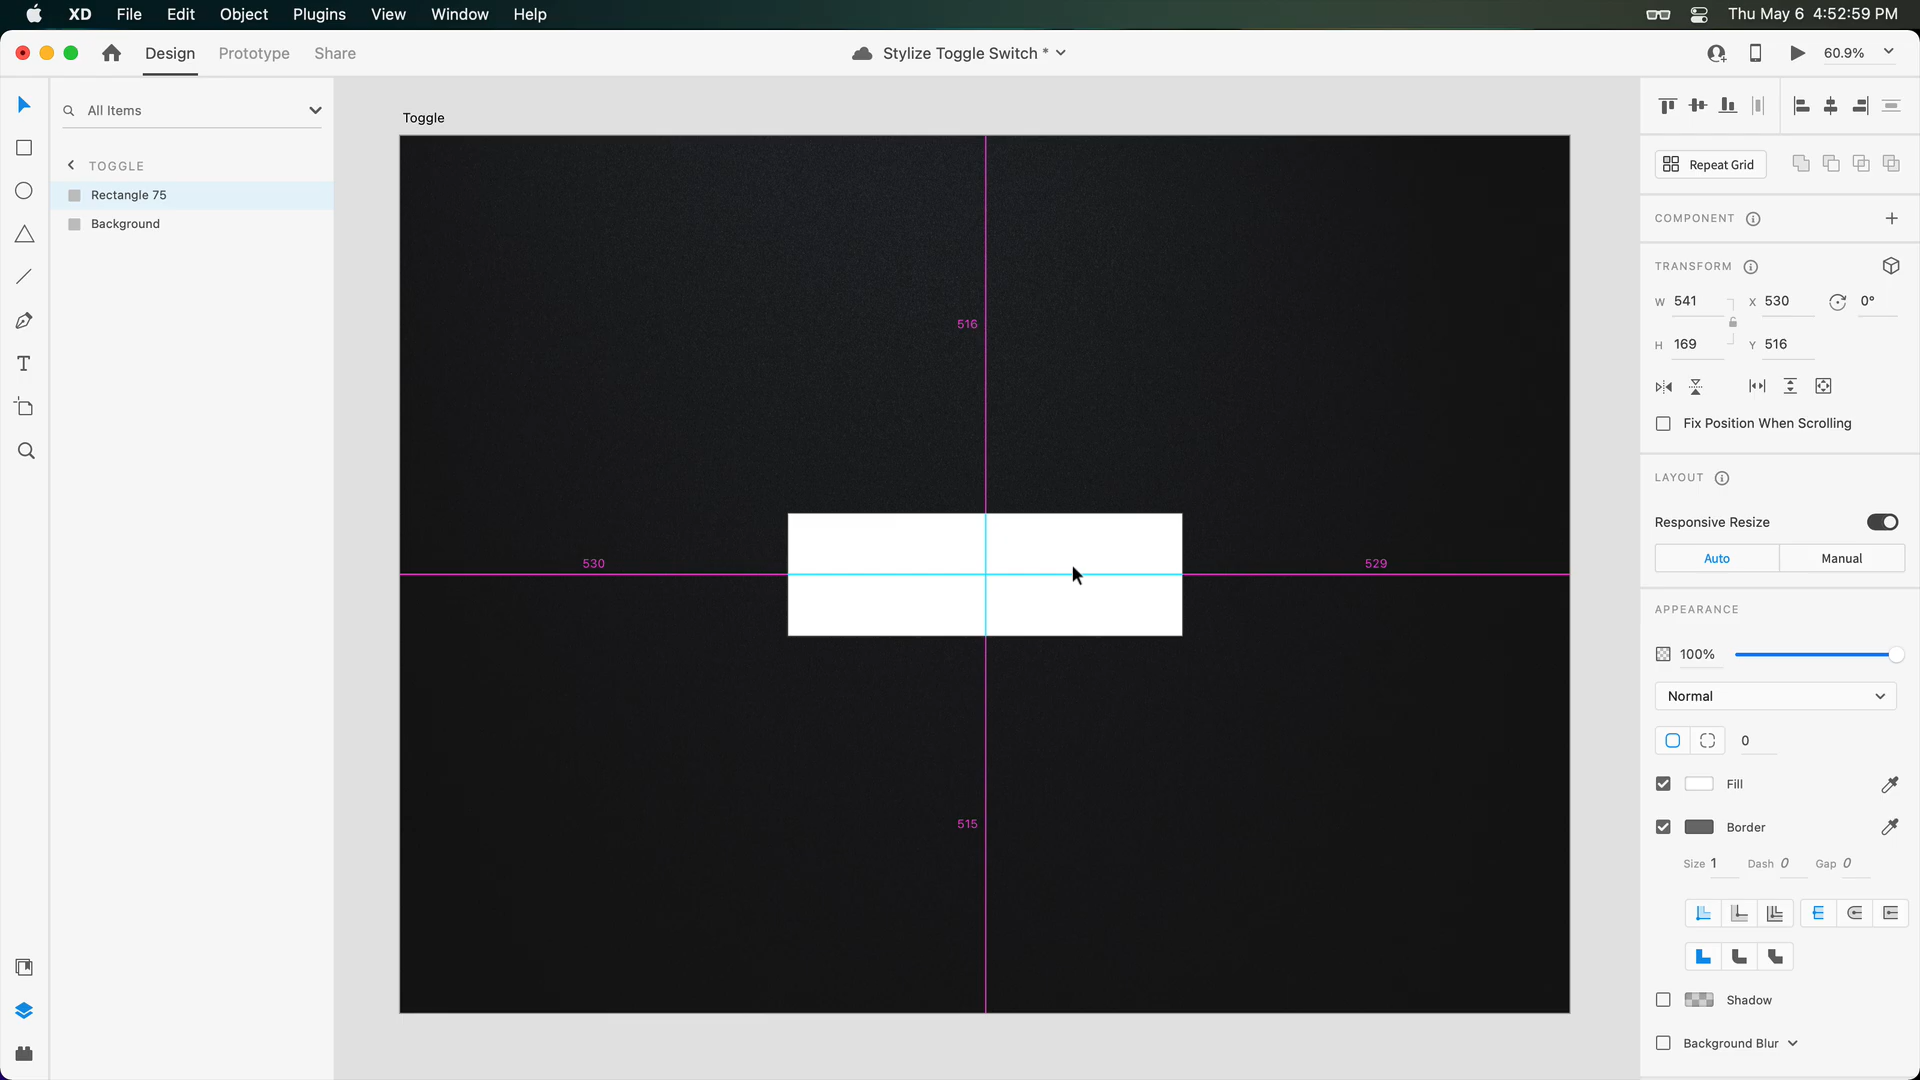 XD File Edit Object Plugins View Window Help Thu May 6 4:52:59 PM
Design Prototype Share Stylize Toggle Switch * 60.9%
All Items
TOGGLE
Rectangle 75
Background
Toggle
516
530
529
515
Repeat Grid
COMPONENT
TRANSFORM
W 541 X 530 0°
H 169 Y 516
Fix Position When Scrolling
LAYOUT
Responsive Resize
Auto Manual
APPEARANCE
100%
Normal
0
Fill
Border
Size 1 Dash 0 Gap 0
Shadow
Background Blur